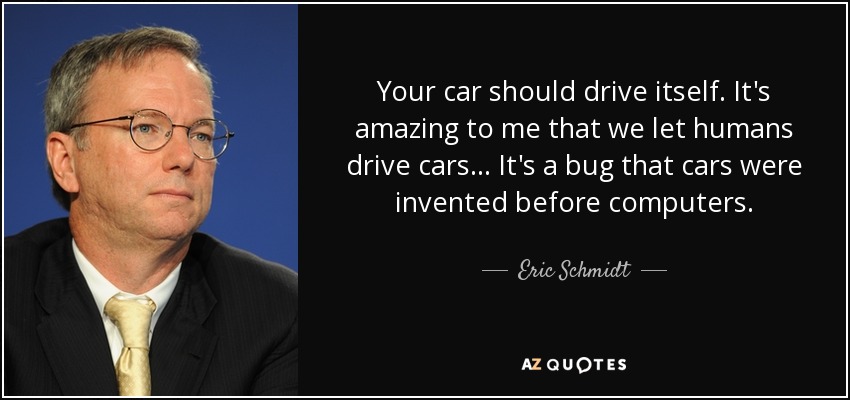 Your car should drive itself. It's
amazing to me that we let humans
drive cars... It's a bug that cars were
invented before computers.
Eric Schmidt
AZ QUOTES